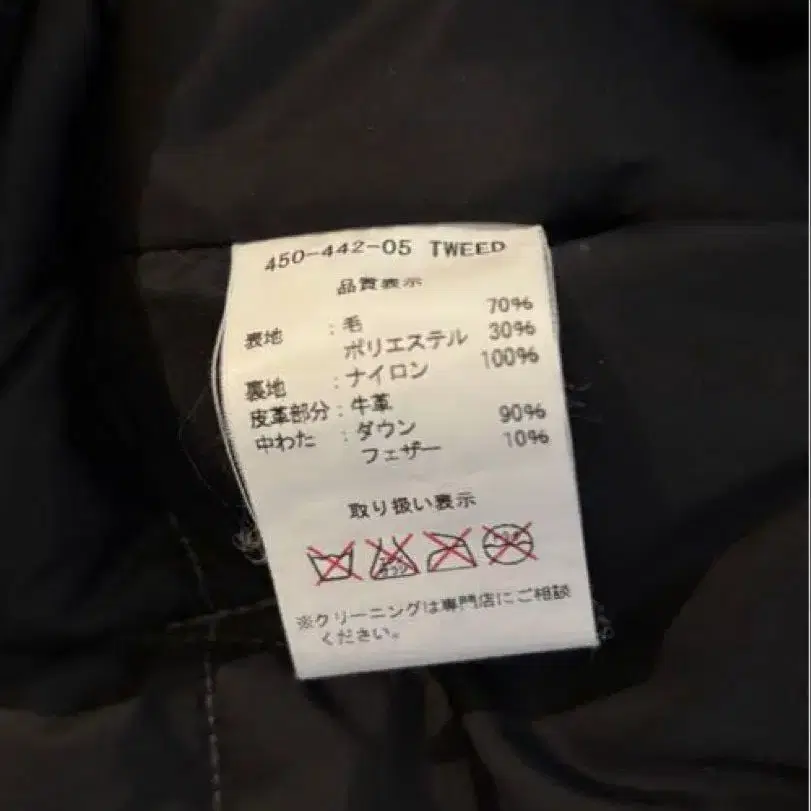 450-442-05 TWEED
品質表示
表地 :毛 70%
ポリエステル 30%
裏地 :ナイロン 100%
皮革部分:牛革
中わた :ダウン 90%
フェザー 10%
取り扱い表示
※クリーニングは専門店にご相談
ください。